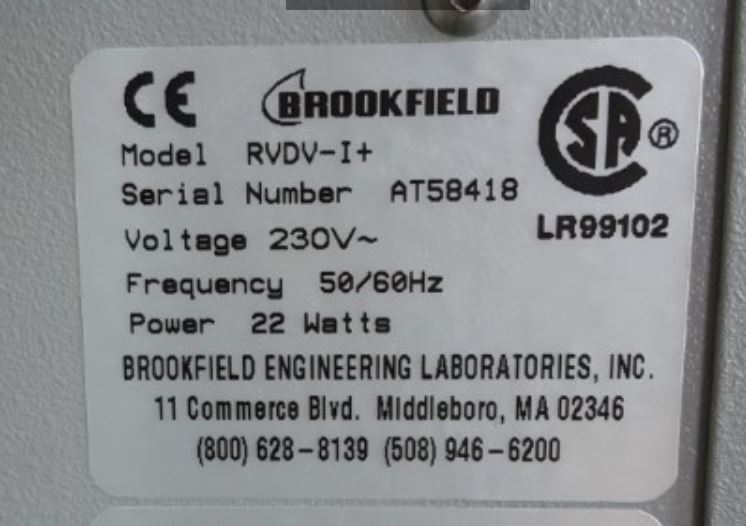 CE BROOKFIELD SA ®
Model RVDV-I+
Serial Number AT58418
LR99102
Voltage 230V~
Frequency 50/60Hz
Power 22 Watts
BROOKFIELD ENGINEERING LABORATORIES, INC.
11 Commerce Blvd. Middleboro, MA 02346
(800) 628-8139 (508) 946-6200